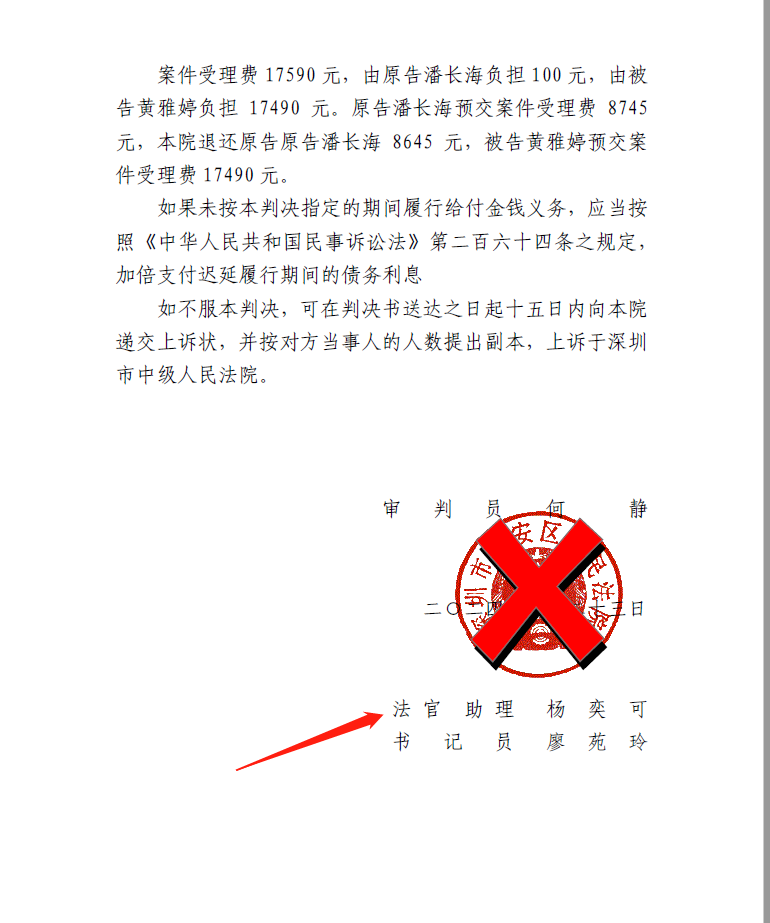 案件受理费 17590 元，由原告潘长海负担 100 元，由被
告黄雅婷负担 17490 元。原告潘长海预交案件受理费 8745
元，本院退还原告原告潘长海 8645 元，被告黄雅婷预交案
件受理费 17490 元。
如果未按本判决指定的期间履行给付金钱义务，应当按
照《中华人民共和国民事诉讼法》第二百六十四条之规定，
加倍支付迟延履行期间的债务利息
如不服本判决，可在判决书送达之日起十五日内向本院
递交上诉状，并按对方当事人的人数提出副本，上诉于深圳
市中级人民法院。
审 判 员 何 静
圳市 安区 民法院
二〇二四 十三日
法官 助理 杨 奕 可
书 记 员 廖 苑 玲